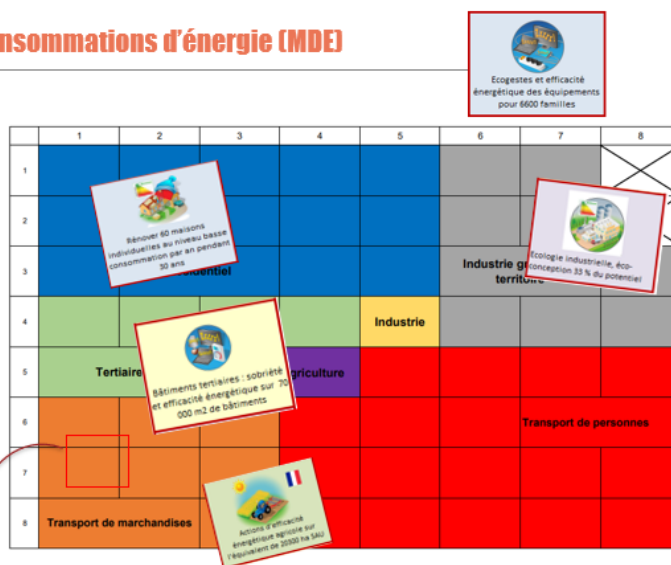 nsommations d'énergie (MDE)
Ecogestes et efficacité
énergétique des équipements
pour 6600 familles
1 2 3 4 5 6 7 8
1
Rénover 60 maisons
individuelles au niveau basse
consommation par an pendant
30 ans
2
Ecologie industrielle, éco-
conception 33 % du potentiel
3
dentiel
Industrie g
territoire
4
Industrie
Bâtiments tertiaires : sobriété
et efficacité énergétique sur 70
000 m2 de bâtiments
5
Tertiaire
griculture
6
Transport de personnes
7
8
Transport de marchandises
Actions d'efficacité
énergétique agricole sur
l'équivalent de 20300 ha SAU